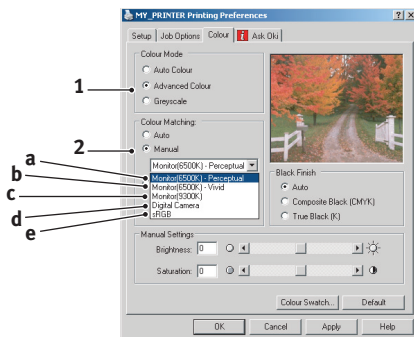 MY_PRINTER Printing Preferences
Setup Job Options Colour Ask Oki
Colour Mode
Auto Colour
1 Advanced Colour
Greyscale
Colour Matching:
Auto
2 Manual
Monitor(6500K) - Perceptual
a Monitor(6500K) - Perceptual
b Monitor(6500K) - Vivid
c Monitor(9300K)
d Digital Camera
e sRGB
Black Finish
Auto
Composite Black (CMYK)
True Black (K)
Manual Settings
Brightness: 0
Saturation: 0
Colour Swatch... Default
OK Cancel Apply Help